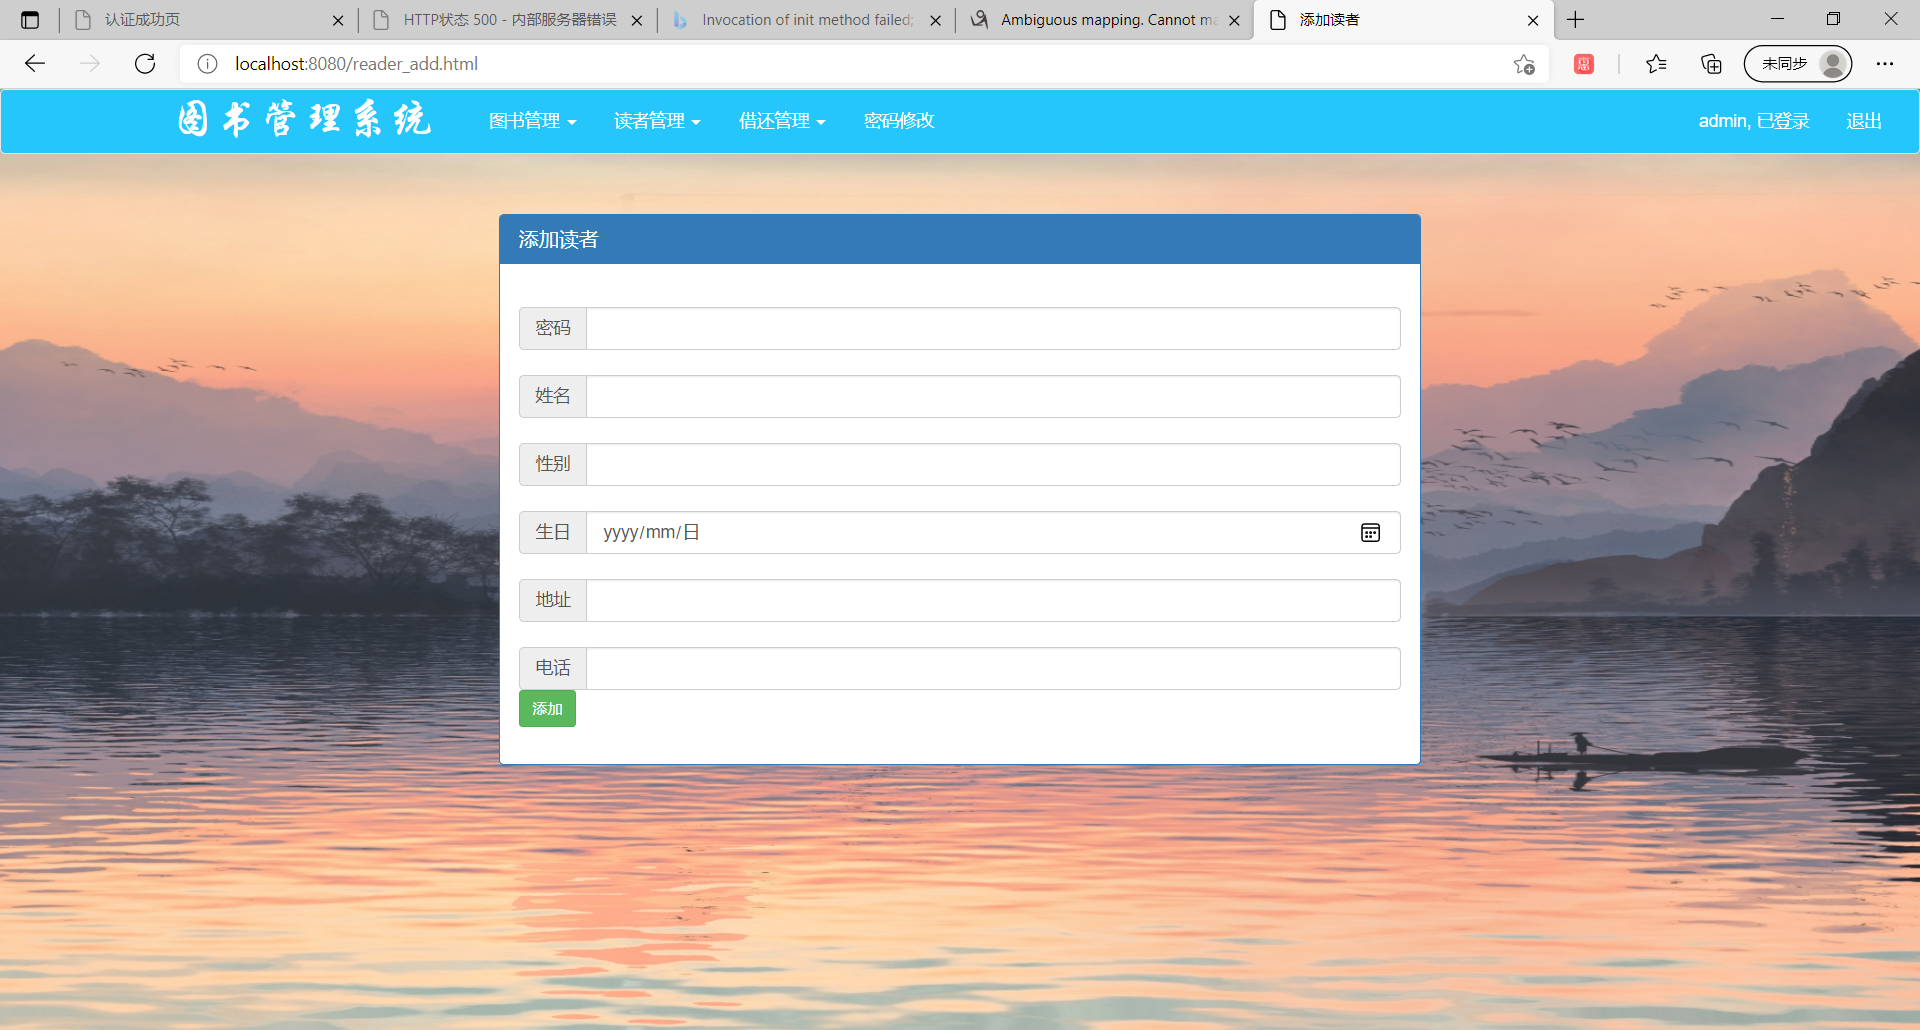 认证成功页
HTTP状态 500 - 内部服务器错误
Invocation of init method failed;
Ambiguous mapping. Cannot ma
添加读者
localhost:8080/reader_add.html
惠
未同步
图书管理系统
图书管理
读者管理
借还管理
密码修改
admin, 已登录
退出
添加读者
密码
姓名
性别
生日 yyyy/mm/日
地址
电话
添加